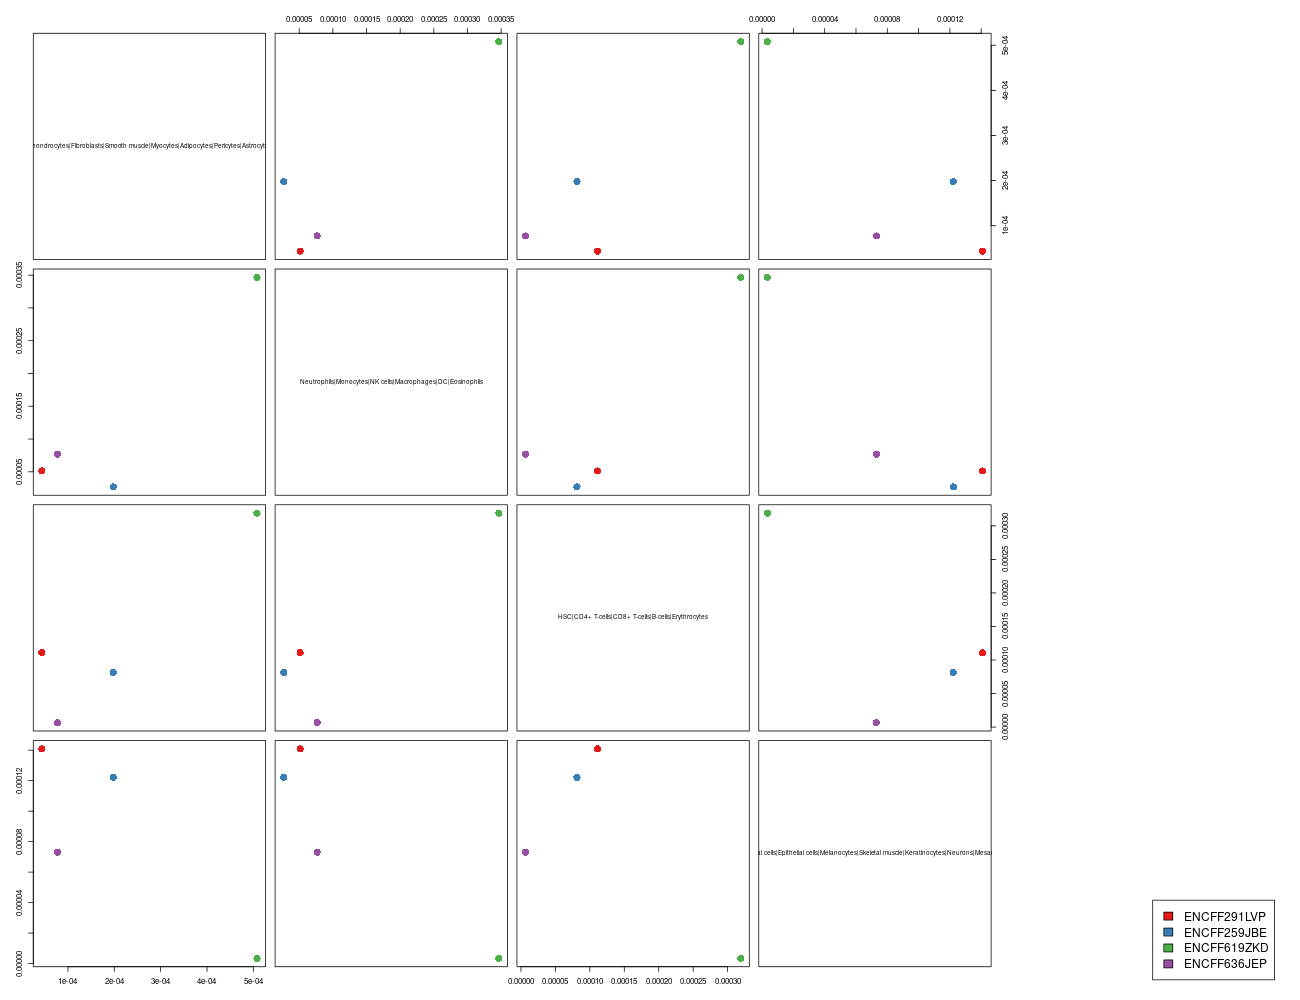 0.00005 0.00010 0.00015 0.00020 0.00025 0.00030 0.00035
0.00000 0.00004 0.00008 0.00012
ondrocytes|Fibroblasts|Smooth muscle|Myocytes|Adipocytes|Pericytes|Astrocyt
5e-04
4e-04
3e-04
2e-04
1e-04
0.00035
0.00025
0.00015
0.00005
Neutrophils|Monocytes|NK cells|Macrophages|DC|Eosinophils
HSC|CD4+ T-cells|CD8+ T-cells|B-cells|Erythrocytes
0.00030
0.00025
0.00020
0.00015
0.00010
0.00005
0.00000
0.00012
0.00008
0.00004
0.00000
al cells|Epithelial cells|Melanocytes|Skeletal muscle|Keratinocytes|Neurons|Mesa
1e-04 2e-04 3e-04 4e-04 5e-04
0.00000 0.00005 0.00010 0.00015 0.00020 0.00025 0.00030
ENCFF291LVP
ENCFF259JBE
ENCFF619ZKD
ENCFF636JEP